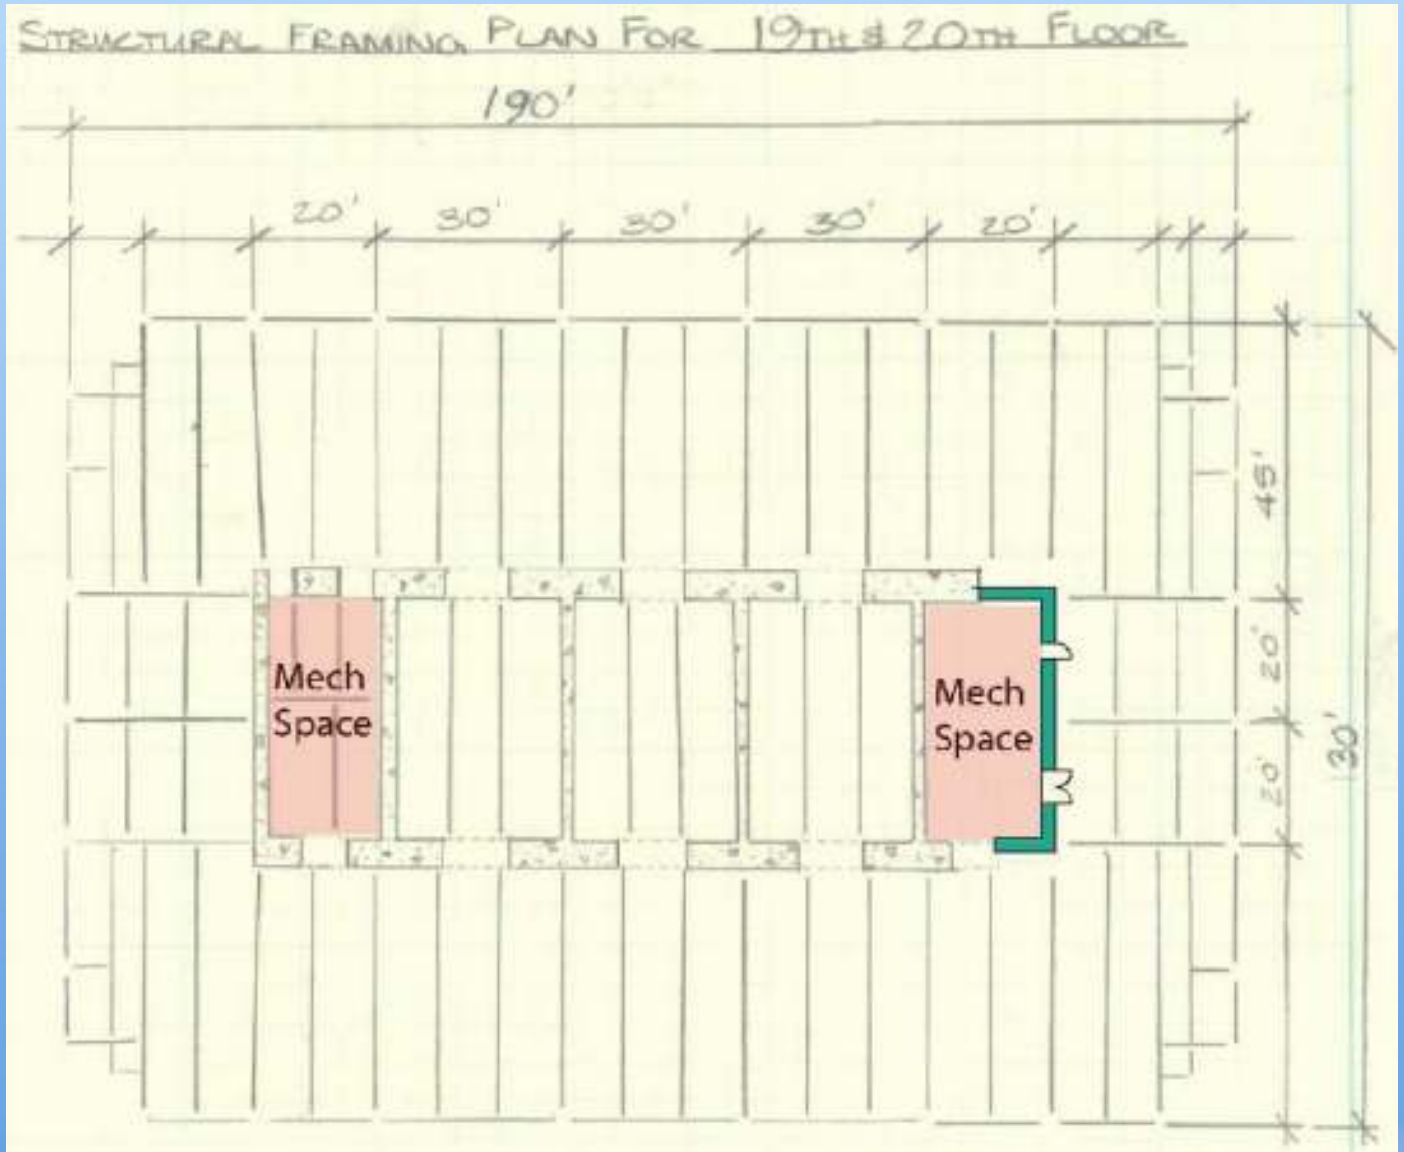 STRUCTURAL FRAMING PLAN FOR 19TH & 20TH FLOOR
190'
20' 30' 30' 30' 20'
45'
20'
20'
130'
Mech
Space
Mech
Space